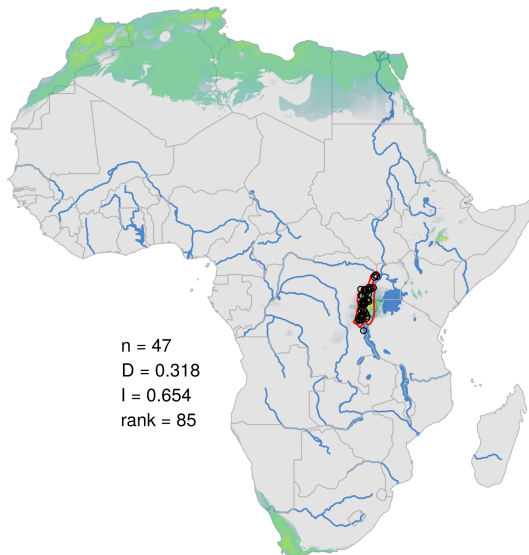 n = 47
D = 0.318
I = 0.654
rank = 85